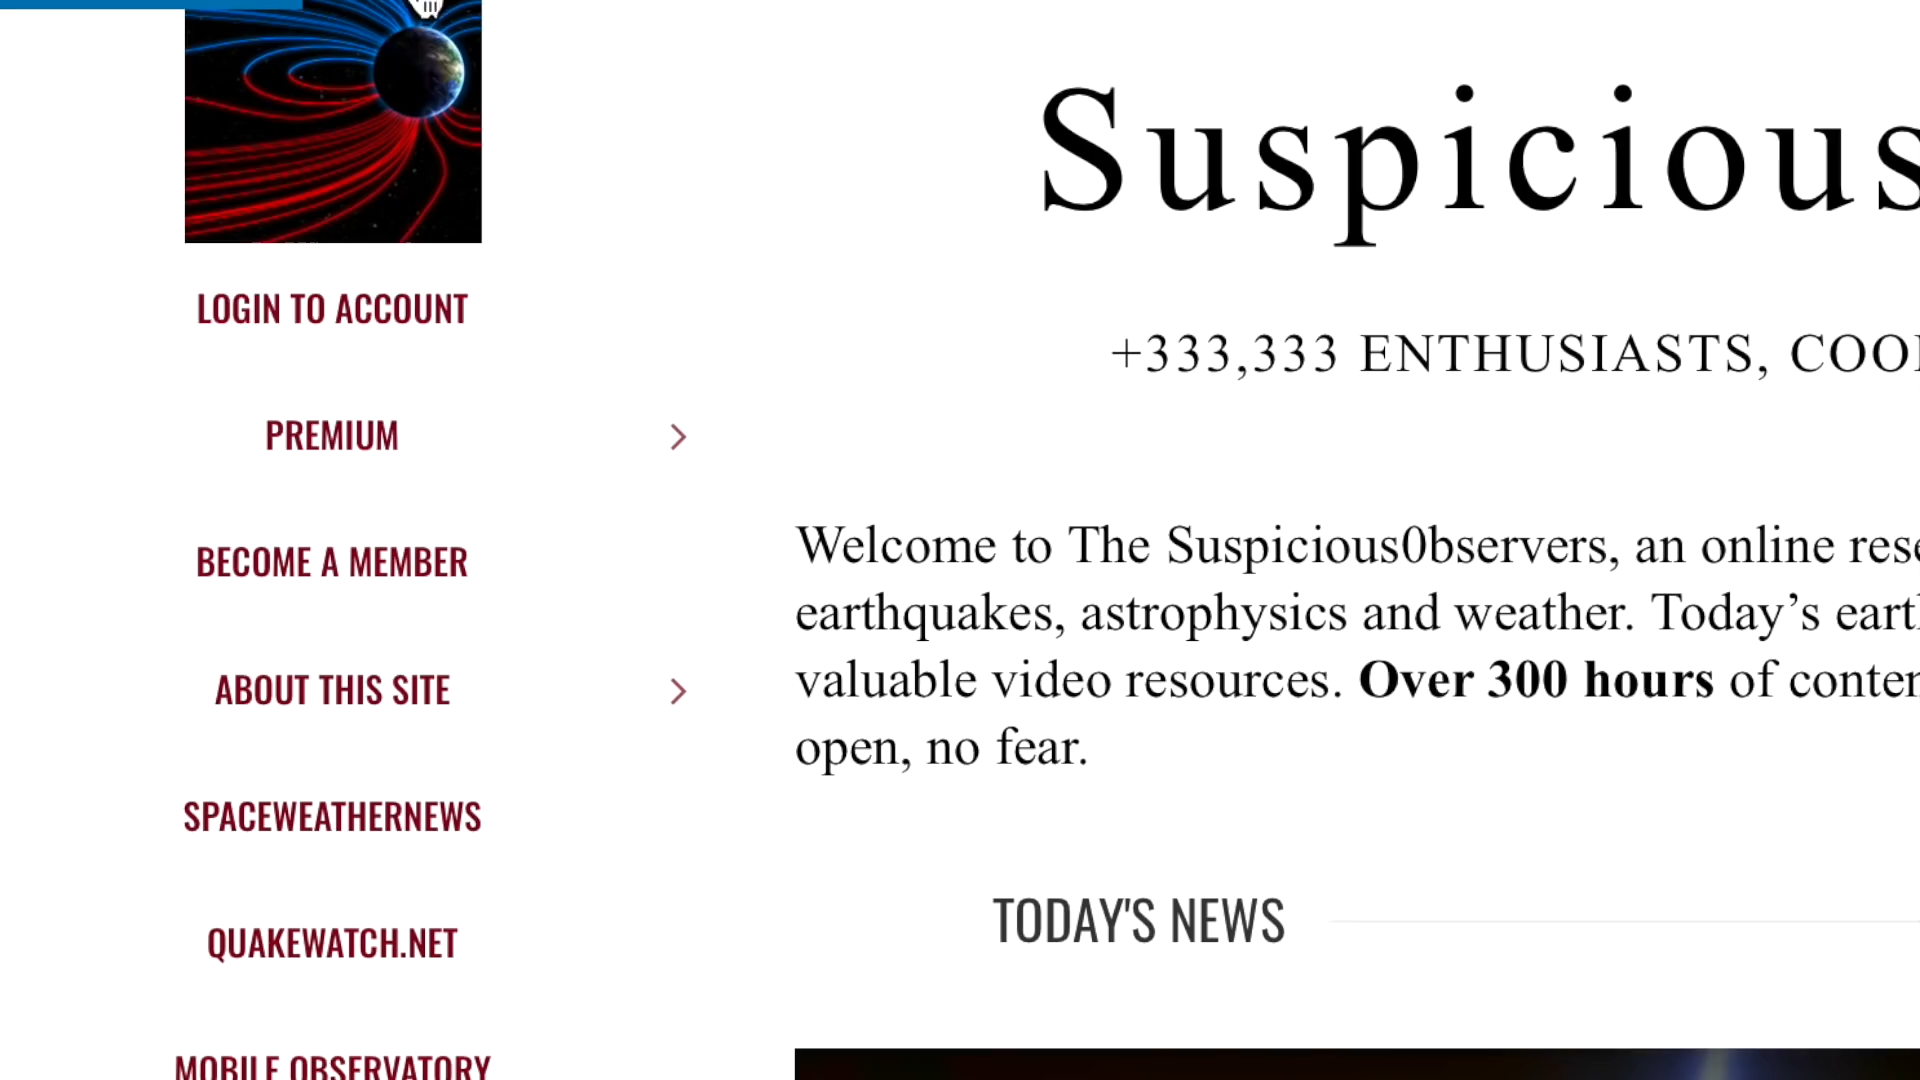 Suspicious
+333,333 ENTHUSIASTS,
LOGIN TO ACCOUNT
PREMIUM
BECOME A MEMBER
ABOUT THIS SITE
SPACEWEATHERNEWS
QUAKEWATCH.NET
MOBILE OBSERVATORY
Welcome to The Suspicious0bservers, an online
earthquakes, astrophysics and weather. Today’s
valuable video resources. Over 300 hours of
open, no fear.
TODAY'S NEWS